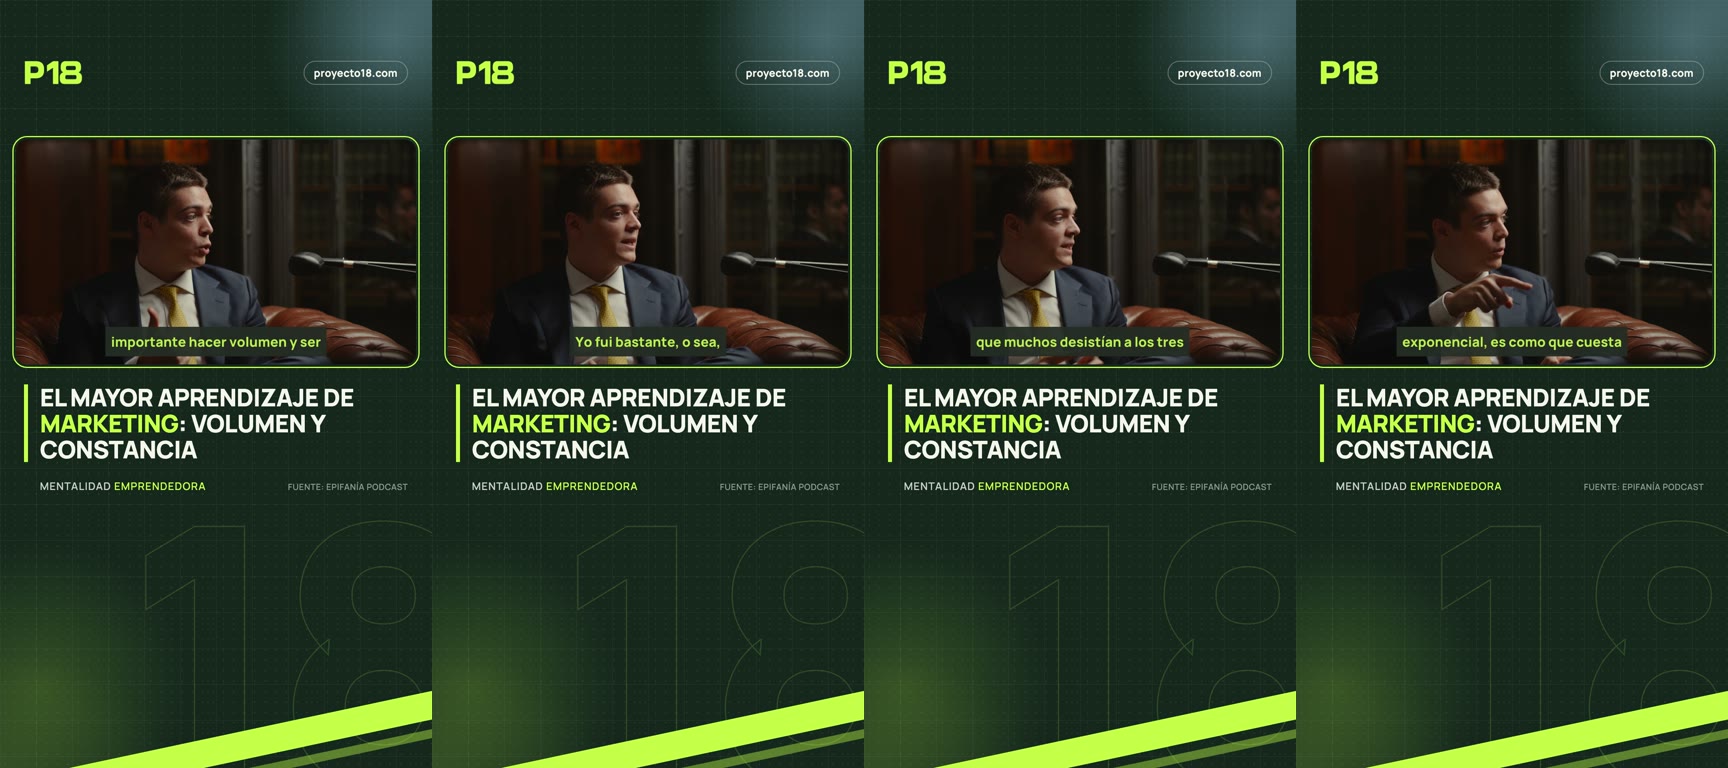 P18
proyecto18.com
importante hacer volumen y ser
EL MAYOR APRENDIZAJE DE
MARKETING: VOLUMEN Y
CONSTANCIA
MENTALIDAD EMPRENDEDORA
FUENTE: EPIFANÍA PODCAST
18
P18
proyecto18.com
Yo fui bastante, o sea,
EL MAYOR APRENDIZAJE DE
MARKETING: VOLUMEN Y
CONSTANCIA
MENTALIDAD EMPRENDEDORA
FUENTE: EPIFANÍA PODCAST
18
P18
proyecto18.com
que muchos desistían a los tres
EL MAYOR APRENDIZAJE DE
MARKETING: VOLUMEN Y
CONSTANCIA
MENTALIDAD EMPRENDEDORA
FUENTE: EPIFANÍA PODCAST
18
P18
proyecto18.com
exponencial, es como que cuesta
EL MAYOR APRENDIZAJE DE
MARKETING: VOLUMEN Y
CONSTANCIA
MENTALIDAD EMPRENDEDORA
FUENTE: EPIFANÍA PODCAST
18